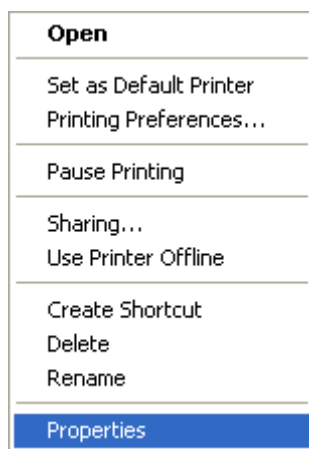 Open
Set as Default Printer
Printing Preferences...
Pause Printing
Sharing...
Use Printer Offline
Create Shortcut
Delete
Rename
Properties